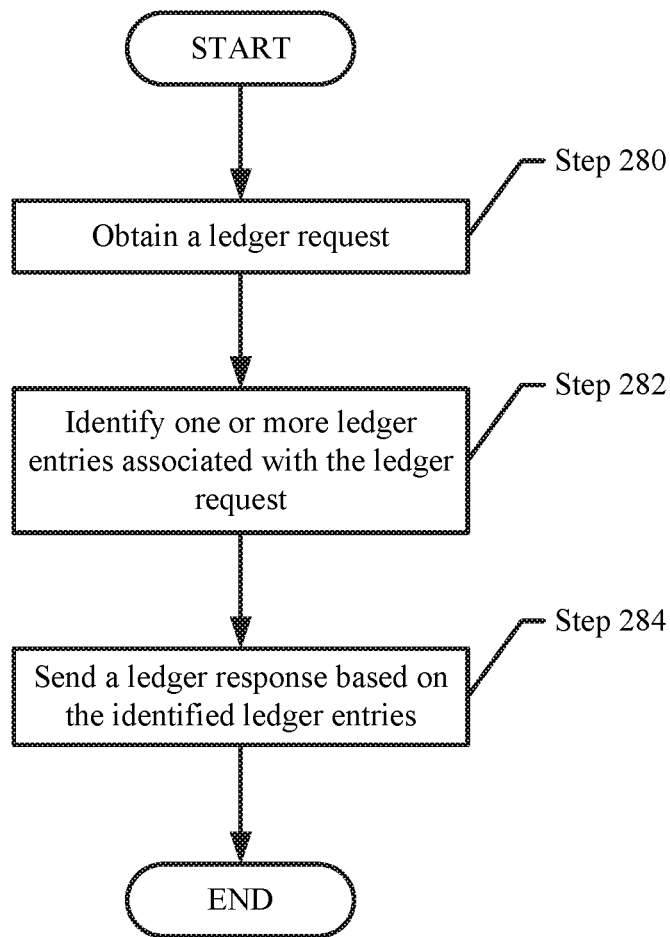 START
Step 280
Obtain a ledger request
Step 282
Identify one or more ledger
entries associated with the ledger
request
Step 284
Send a ledger response based on
the identified ledger entries
END